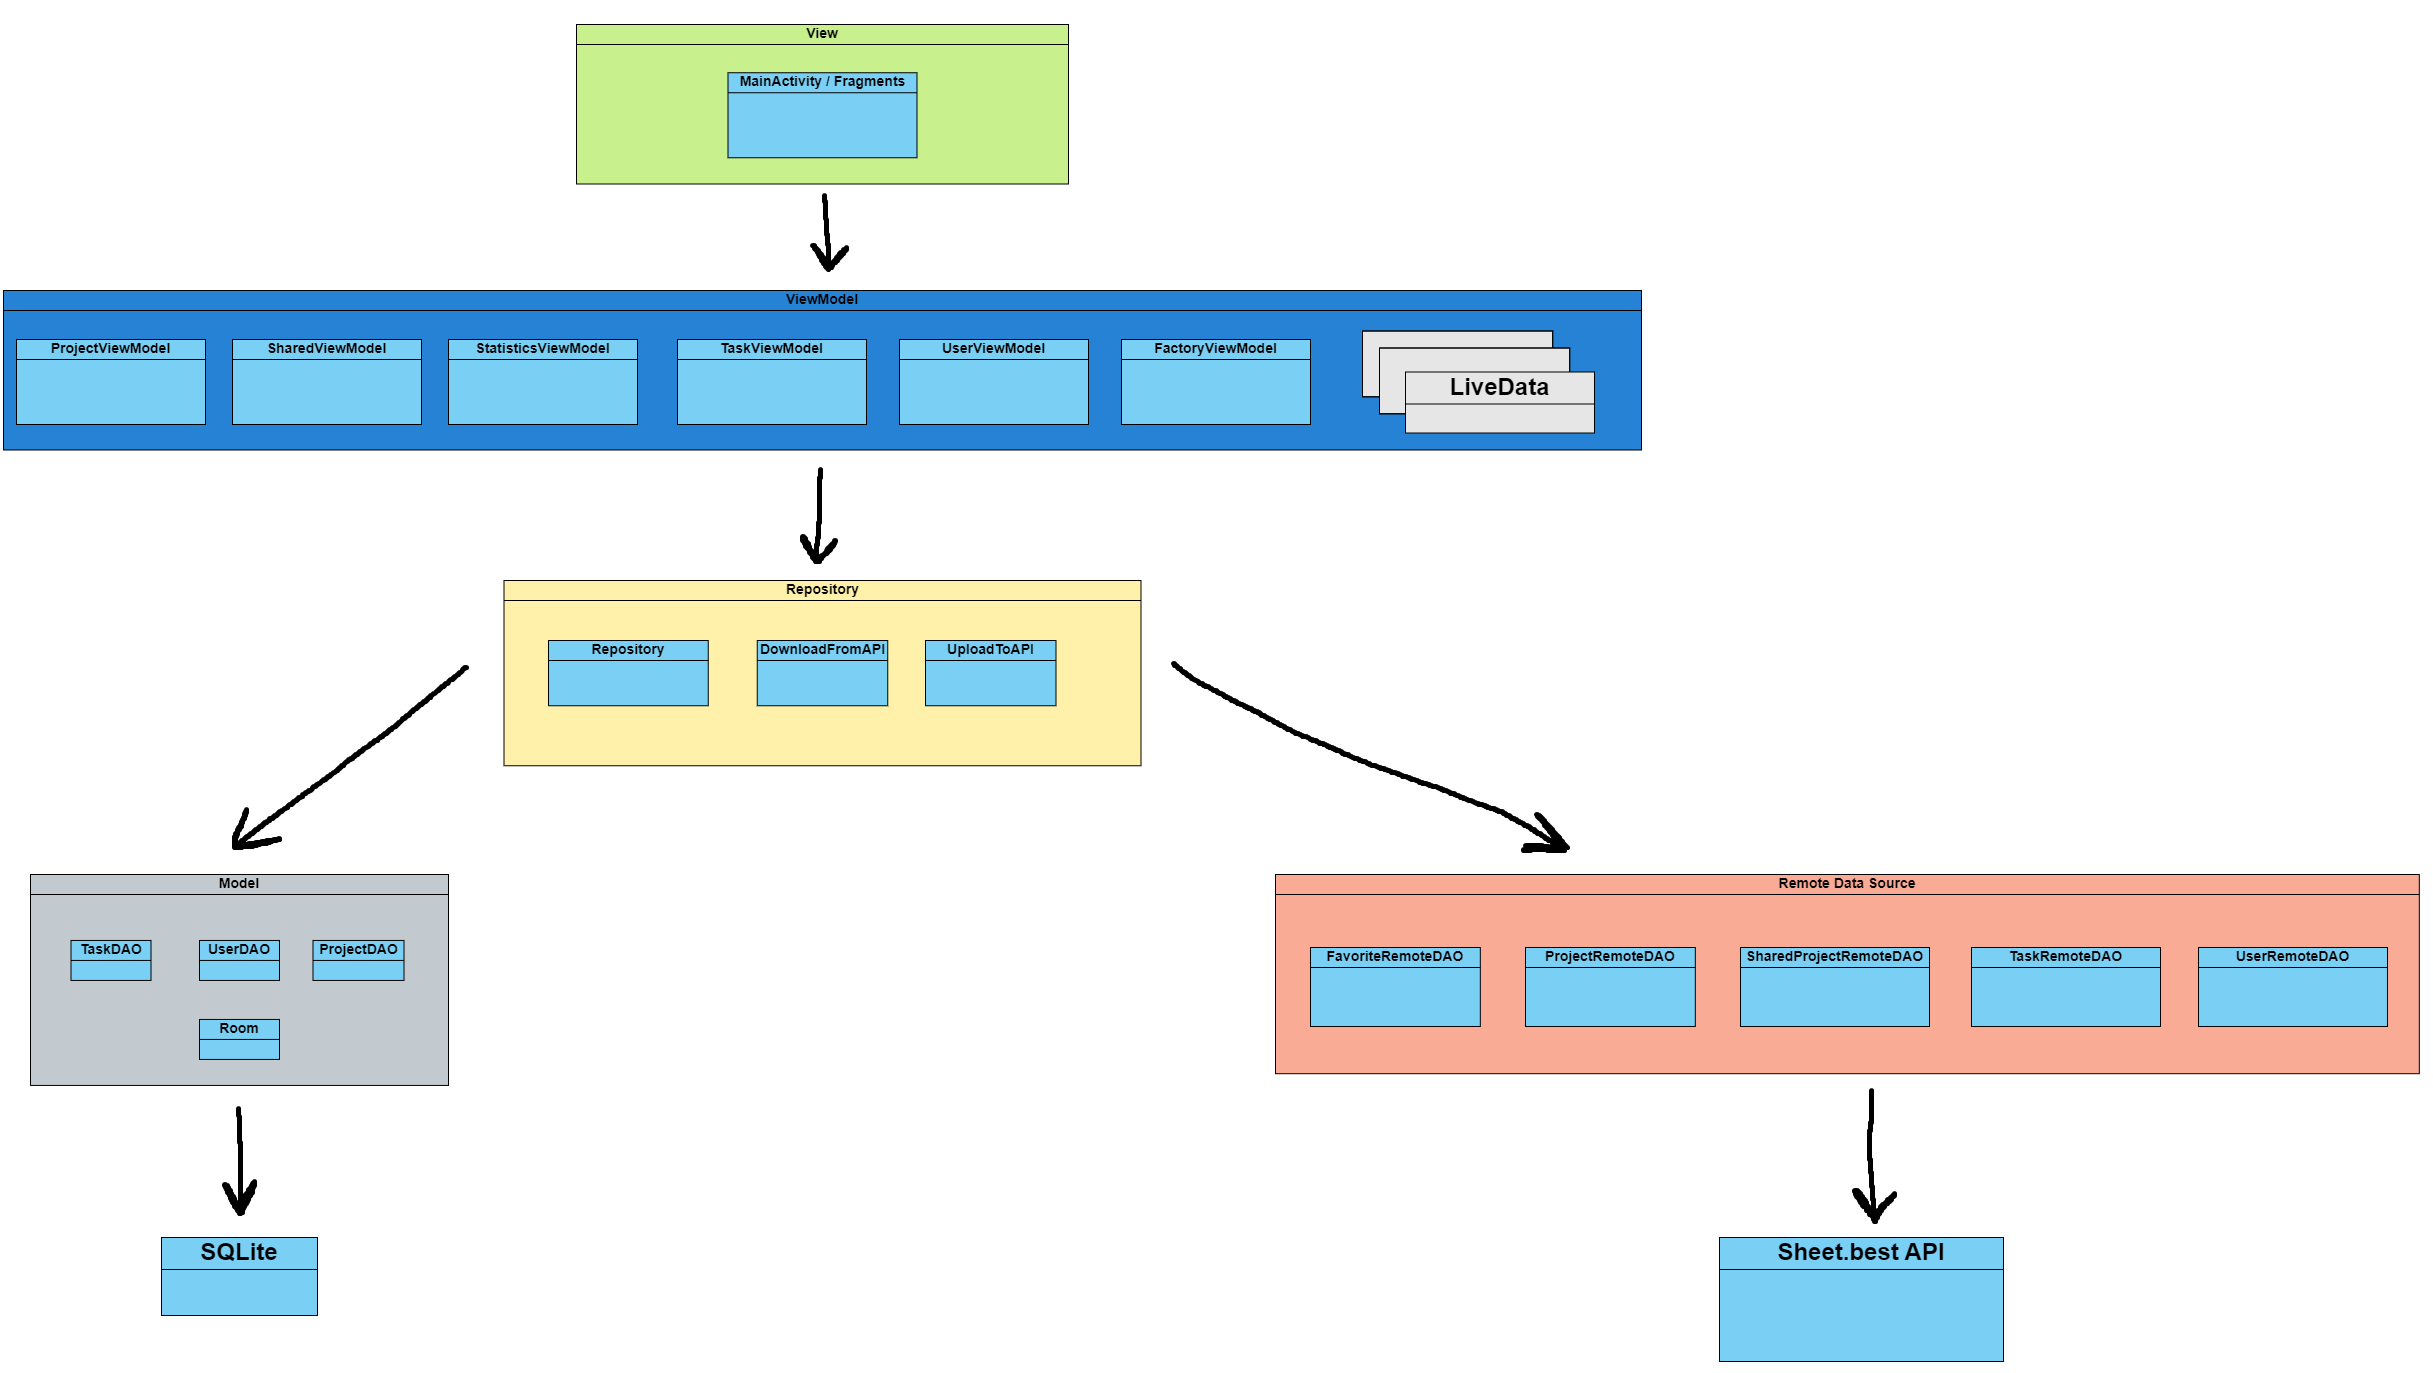 View
MainActivity / Fragments
ViewModel
ProjectViewModel
SharedViewModel
StatisticsViewModel
TaskViewModel
UserViewModel
FactoryViewModel
LiveData
Repository
Repository
DownloadFromAPI
UploadToAPI
Model
TaskDAO
UserDAO
ProjectDAO
Room
Remote Data Source
FavoriteRemoteDAO
ProjectRemoteDAO
SharedProjectRemoteDAO
TaskRemoteDAO
UserRemoteDAO
SQLite
Sheet.best API